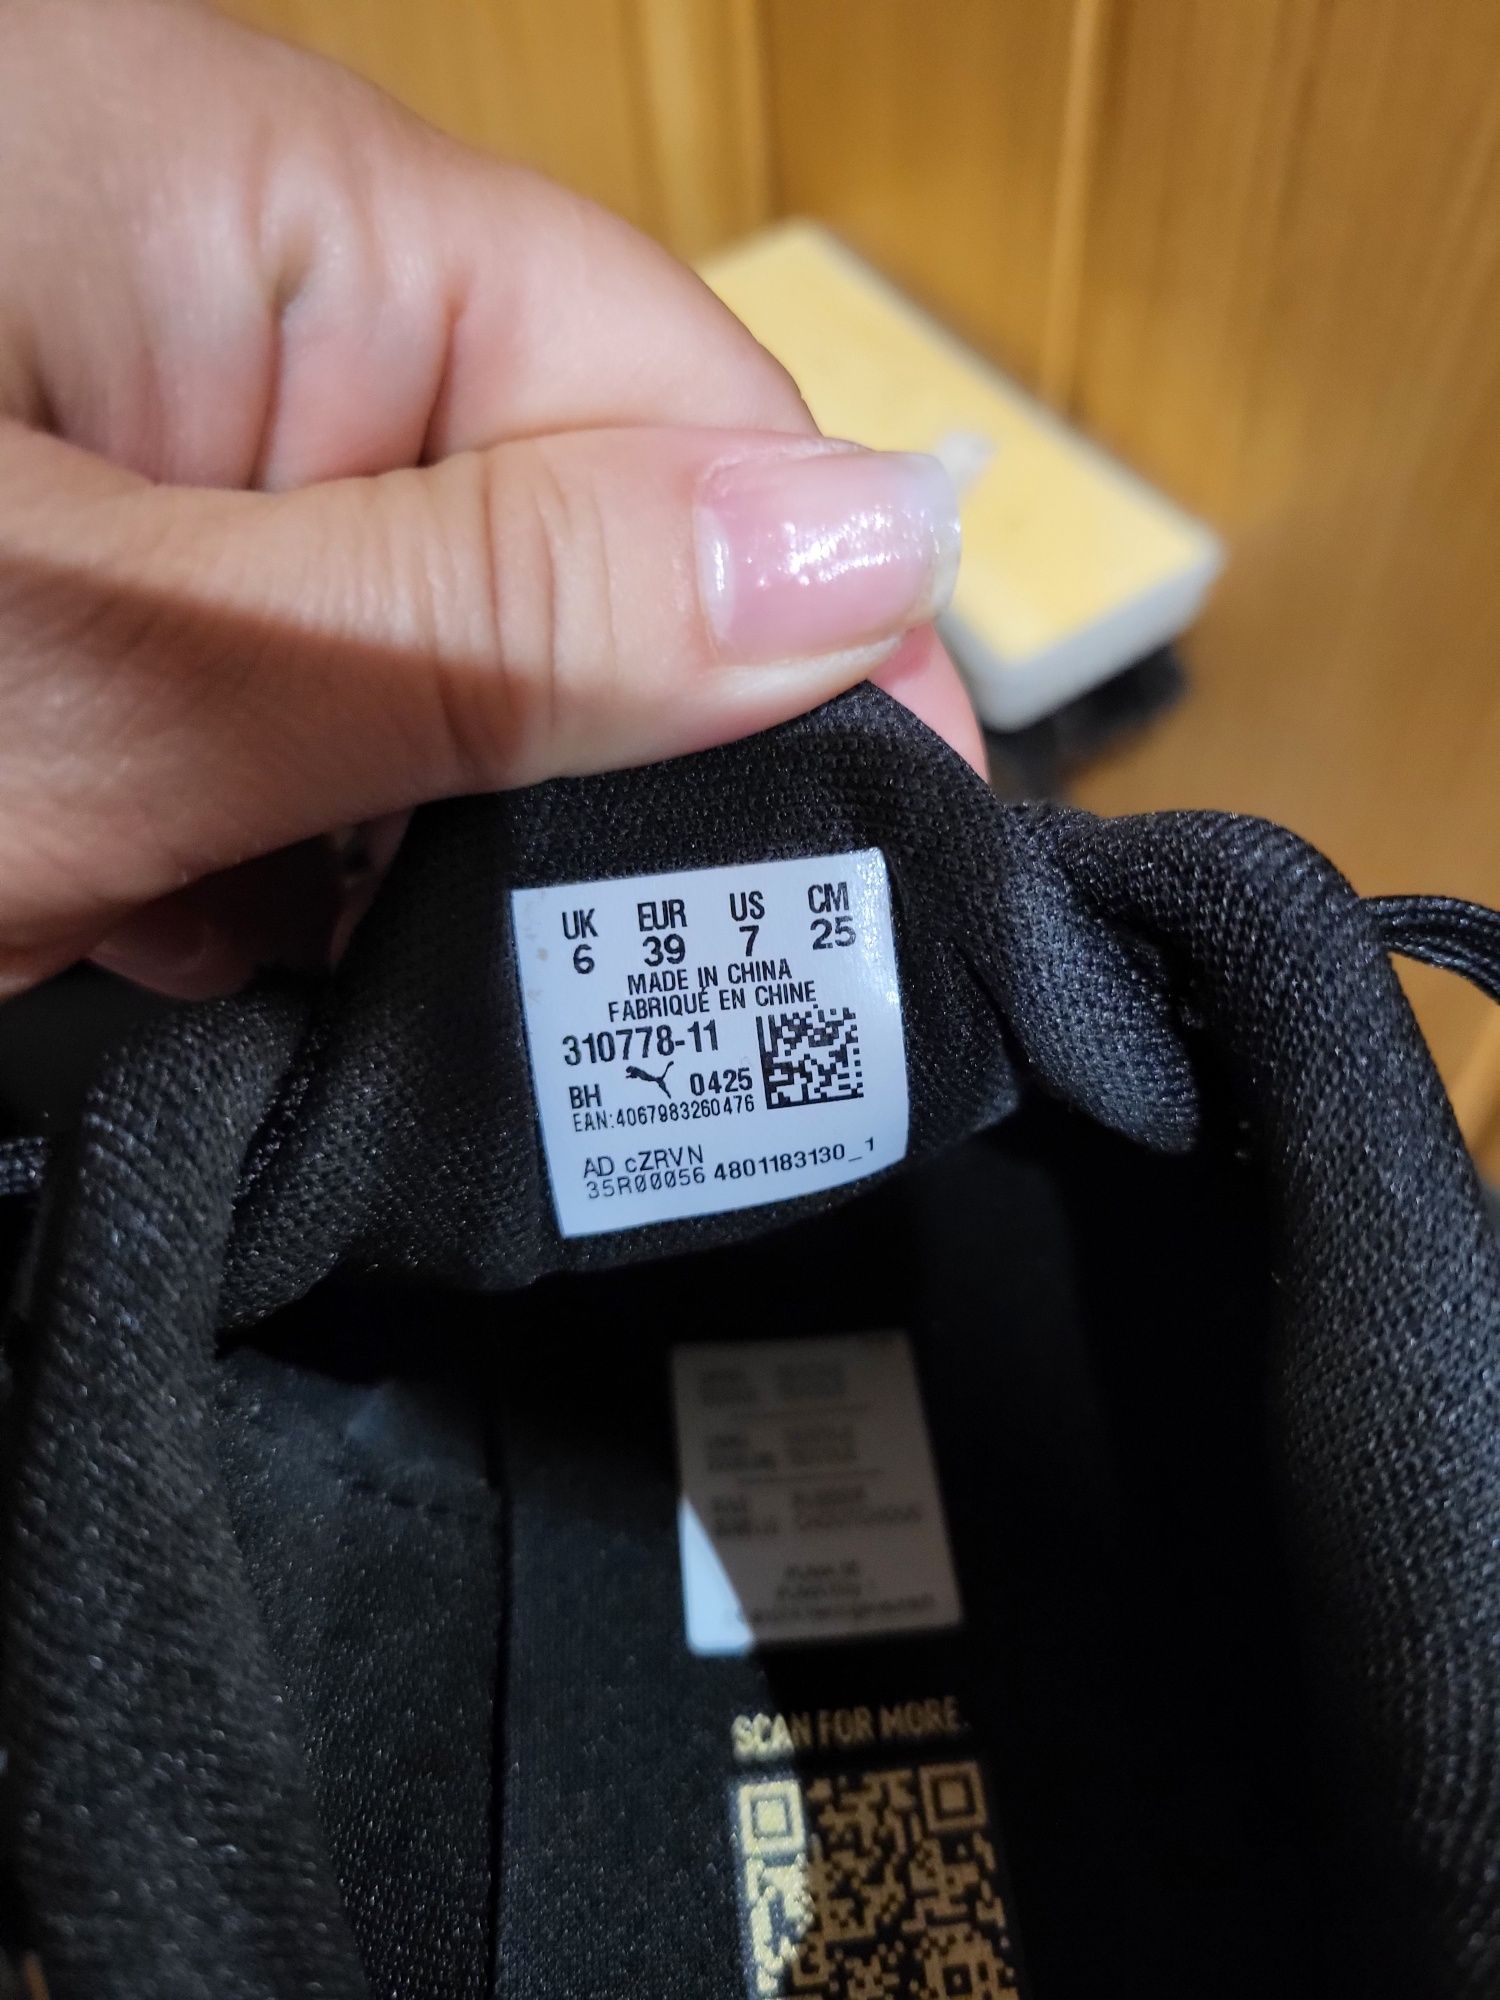 UK EUR US CM
6 39 7 25
MADE IN CHINA
FABRIQUÉ EN CHINE
310778-11
BH 0425
EAN:4067983260476
AD cZRVN
35R00056 4801183130_1
SCAN FOR MORE.